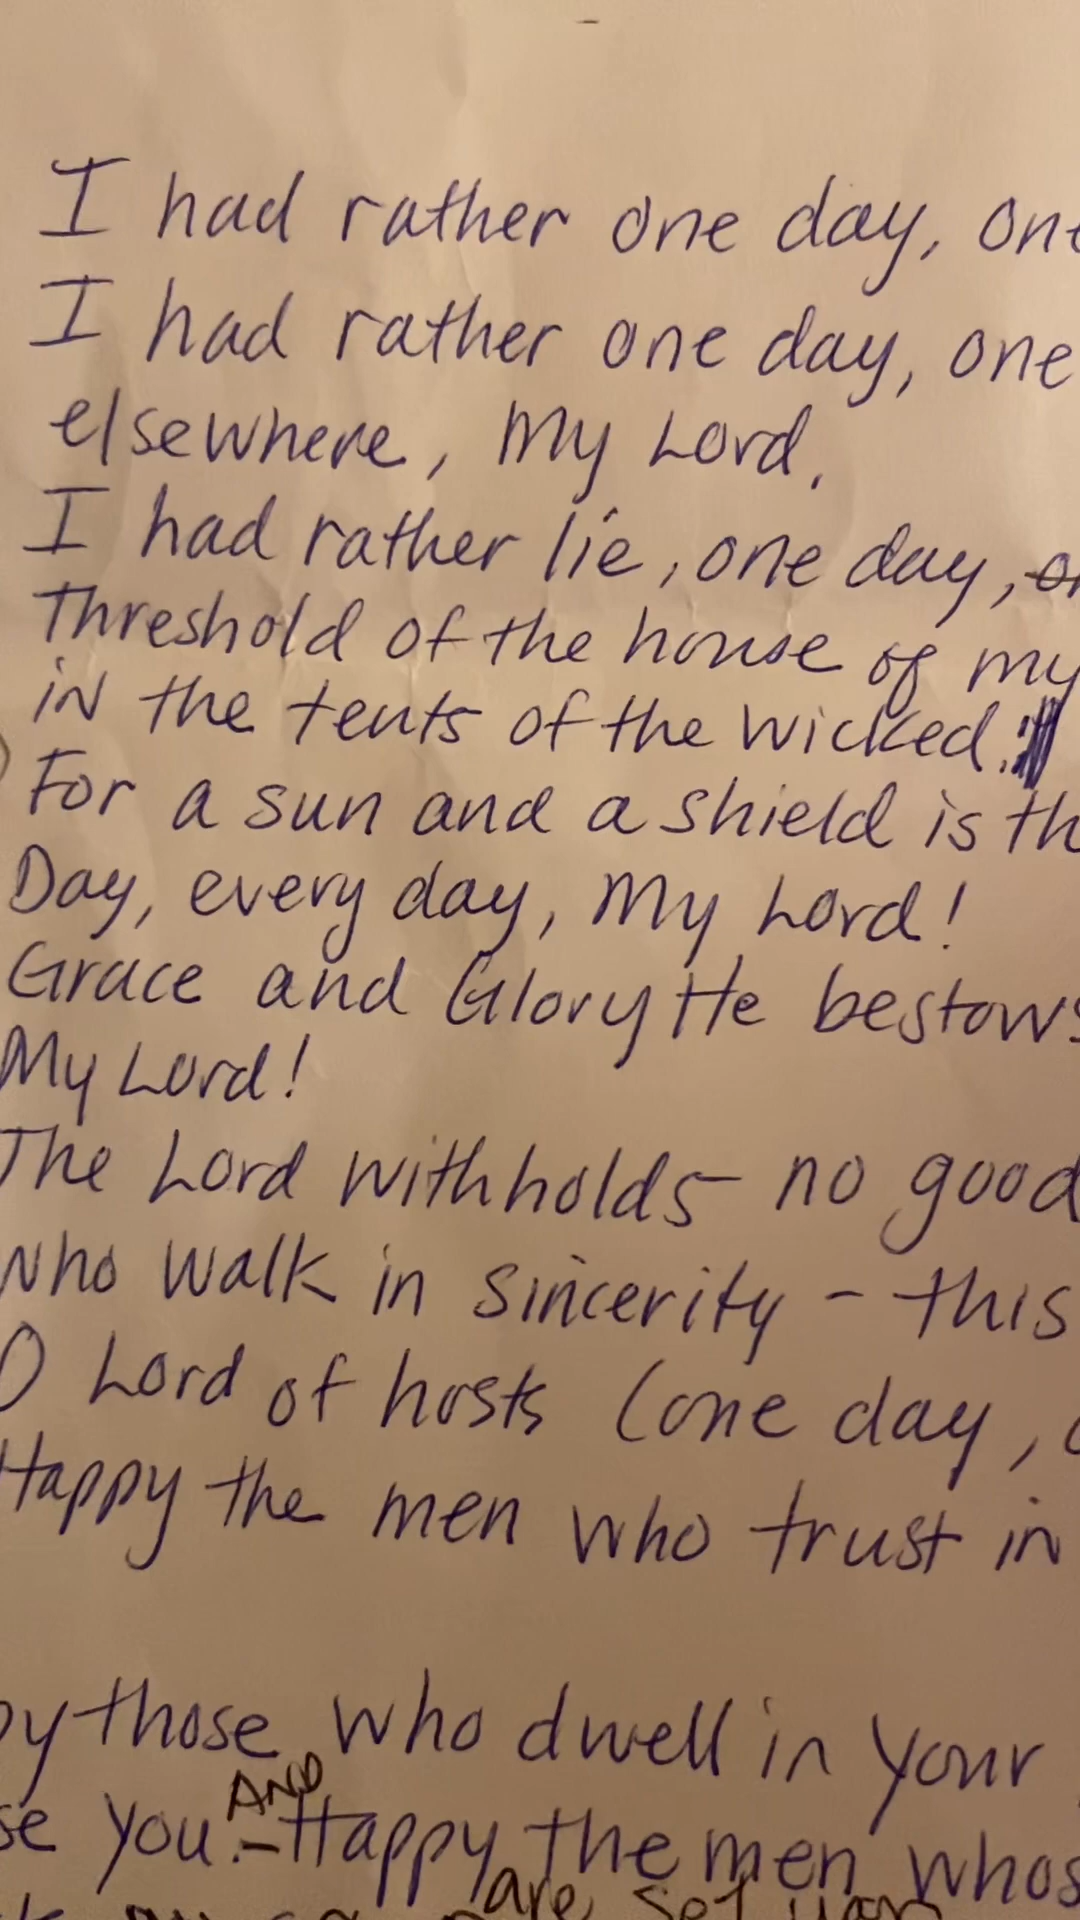 I had rather one day, one
I had rather one day, one
elsewhere, My Lord.
I had rather lie, one day,
Threshold of the house of my
in the tents of the wicked.
For a sun and a shield is th
Day, every day, My Lord!
Grace and Glory He bestows
My Lord!
The Lord withholds no good
who walk in sincerity - this
O Lord of hosts (one day, o
Happy the men who trust in
py those who dwell in your
AND
se you. - Happy the men whos
are set upon